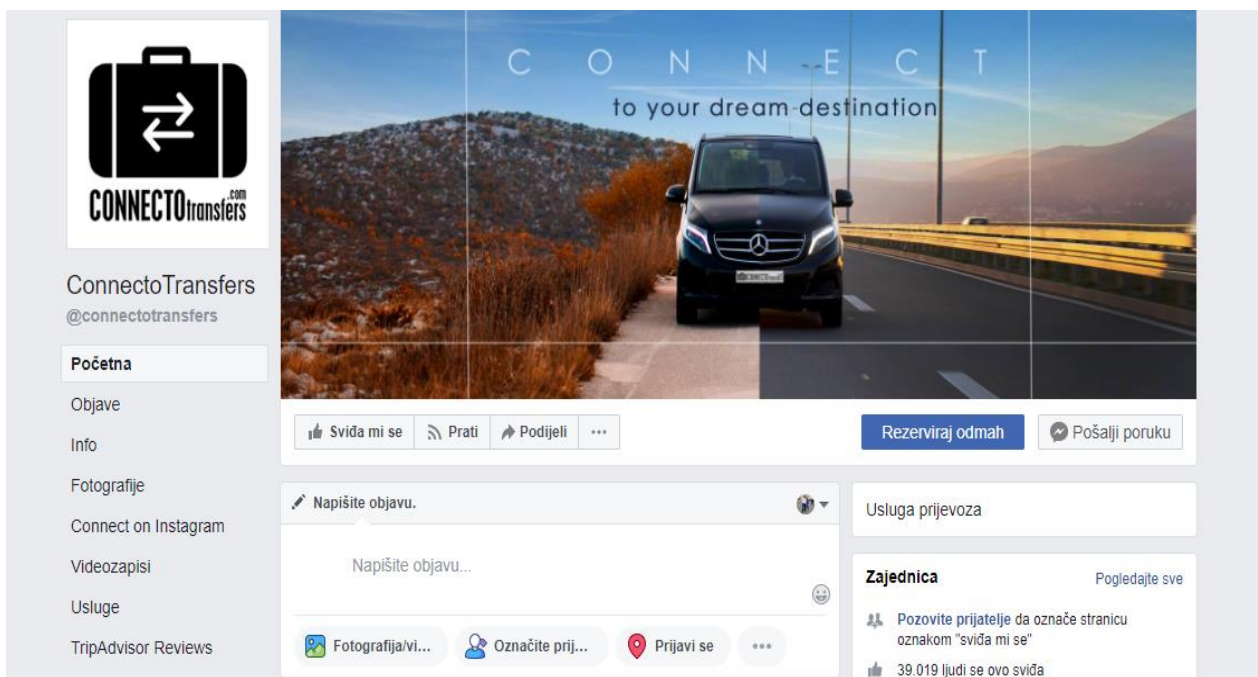 CONNECTOtransfers.com
ConnectoTransfers
@connectotransfers
Početna
Objave
Info
Fotografije
Connect on Instagram
Videozapisi
Usluge
TripAdvisor Reviews
CONNECT
to your dream destination
Sviđa mi se
Prati
Podijeli
Rezerviraj odmah
Pošalji poruku
Napišite objavu.
Napišite objavu...
Fotografija/vi...
Označite prij...
Prijavi se
Usluga prijevoza
Zajednica
Pogledajte sve
Pozovite prijatelje da označe stranicu
oznakom "sviđa mi se"
39.019 ljudi se ovo sviđa